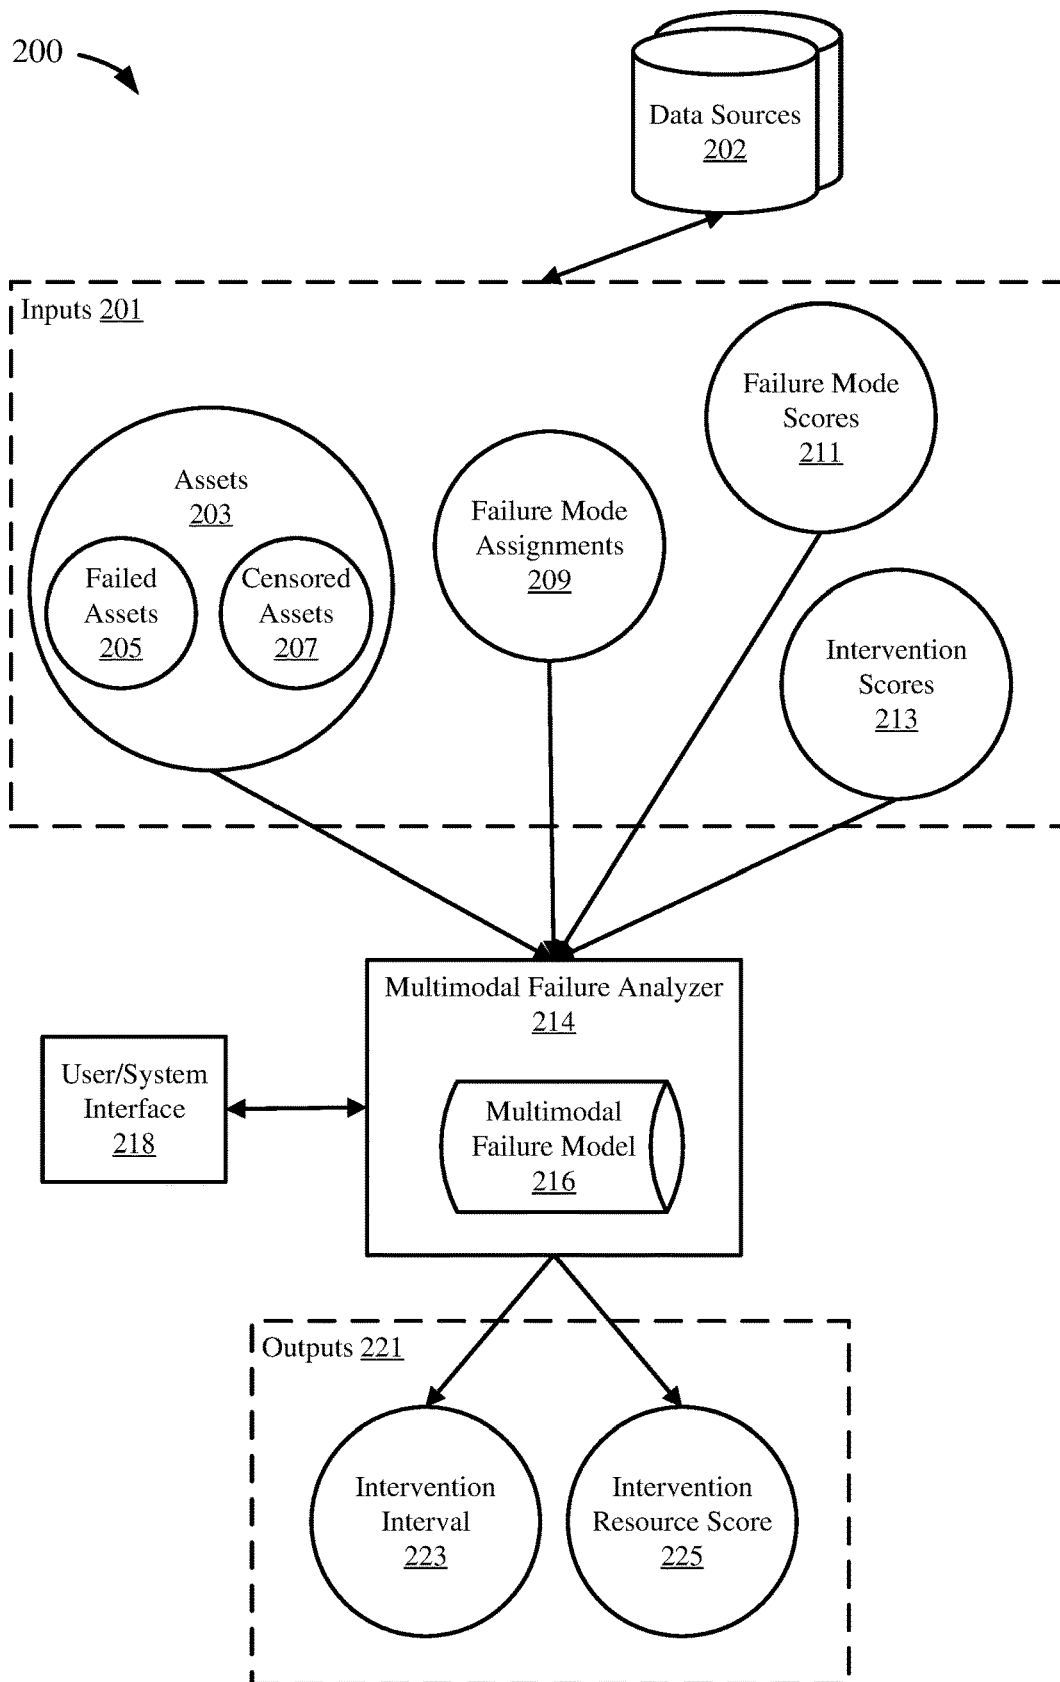 200
Data Sources
202
Inputs 201
Failure Mode
Scores
211
Assets
203
Failed
Assets
205
Censored
Assets
207
Failure Mode
Assignments
209
Intervention
Scores
213
Multimodal Failure Analyzer
214
User/System
Interface
218
Multimodal
Failure Model
216
Outputs 221
Intervention
Interval
223
Intervention
Resource Score
225